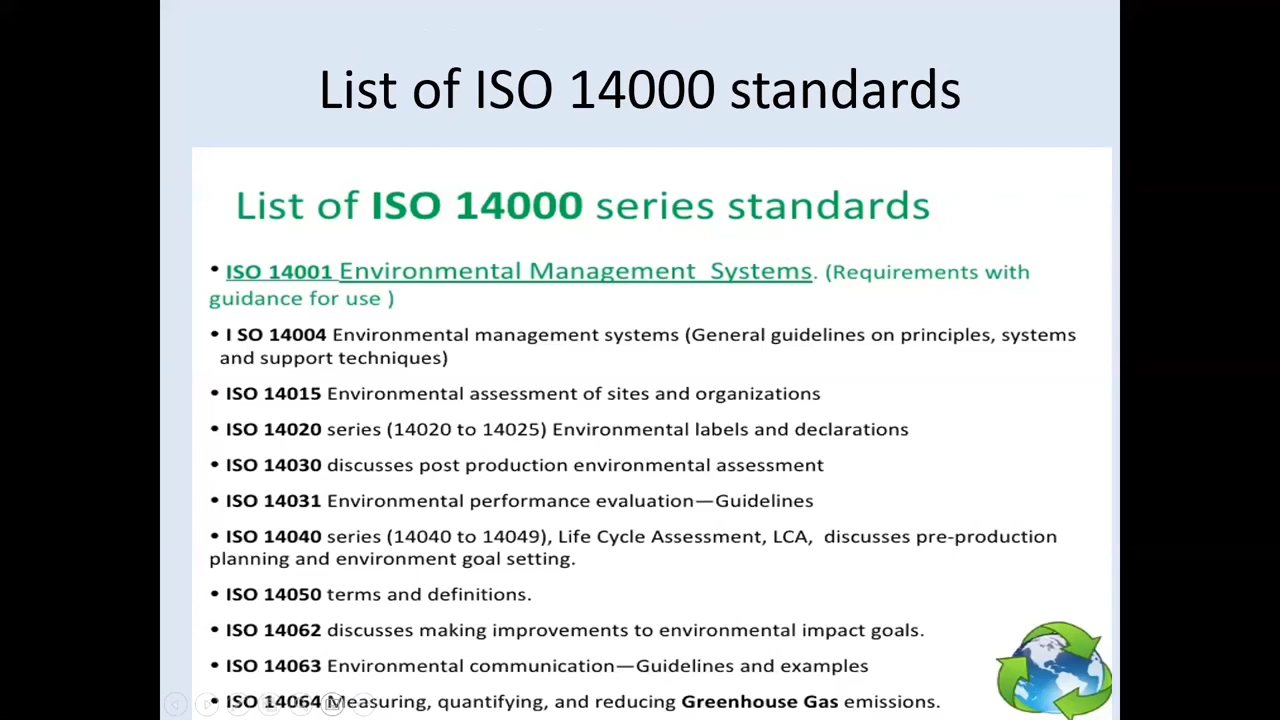 List of ISO 14000 standards
List of ISO 14000 series standards
• ISO 14001 Environmental Management Systems. (Requirements with
guidance for use )
• I SO 14004 Environmental management systems (General guidelines on principles, systems
and support techniques)
• ISO 14015 Environmental assessment of sites and organizations
• ISO 14020 series (14020 to 14025) Environmental labels and declarations
• ISO 14030 discusses post production environmental assessment
• ISO 14031 Environmental performance evaluation—Guidelines
• ISO 14040 series (14040 to 14049), Life Cycle Assessment, LCA, discusses pre-production
planning and environment goal setting.
• ISO 14050 terms and definitions.
• ISO 14062 discusses making improvements to environmental impact goals.
• ISO 14063 Environmental communication—Guidelines and examples
• ISO 14064 Measuring, quantifying, and reducing Greenhouse Gas emissions.